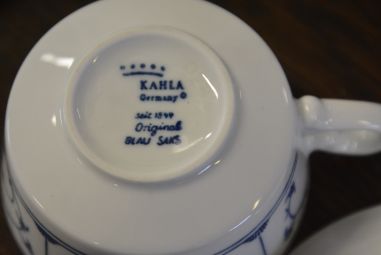 KAHLA
Germany®
seit 1844
Original
BLAU SAKS